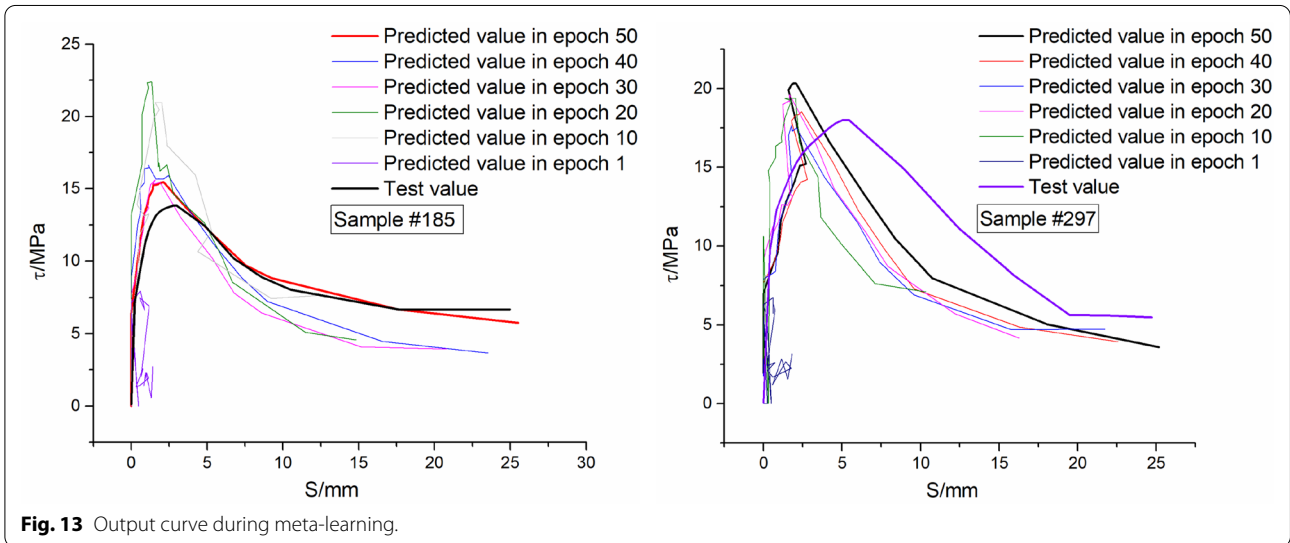 Predicted value in epoch 50
Predicted value in epoch 40
Predicted value in epoch 30
Predicted value in epoch 20
Predicted value in epoch 10
Predicted value in epoch 1
Test value
Sample #185
25
20
15
10
5
0
τ/MPa
0 5 10 15 20 25 30
S/mm
Predicted value in epoch 50
Predicted value in epoch 40
Predicted value in epoch 30
Predicted value in epoch 20
Predicted value in epoch 10
Predicted value in epoch 1
Test value
Sample #297
20
15
10
5
0
τ/MPa
0 5 10 15 20 25
S/mm
Fig. 13 Output curve during meta-learning.